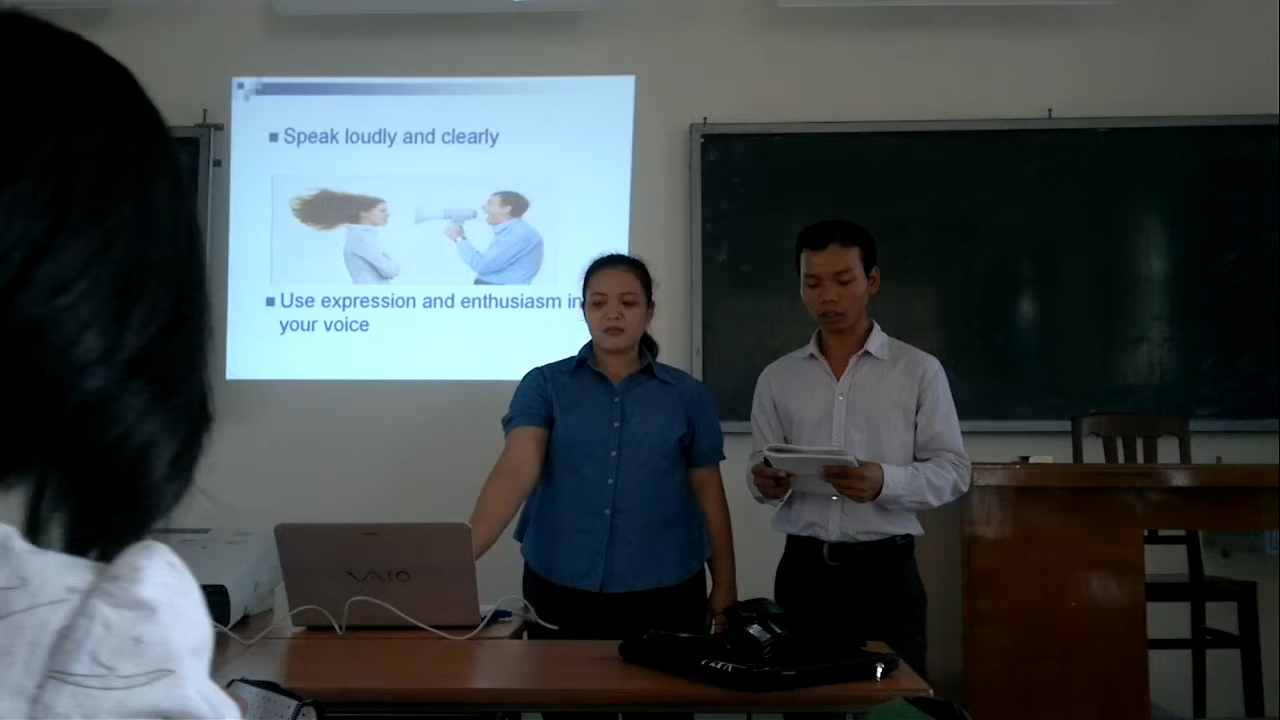 Speak loudly and clearly
Use expression and enthusiasm in
your voice
VAIO